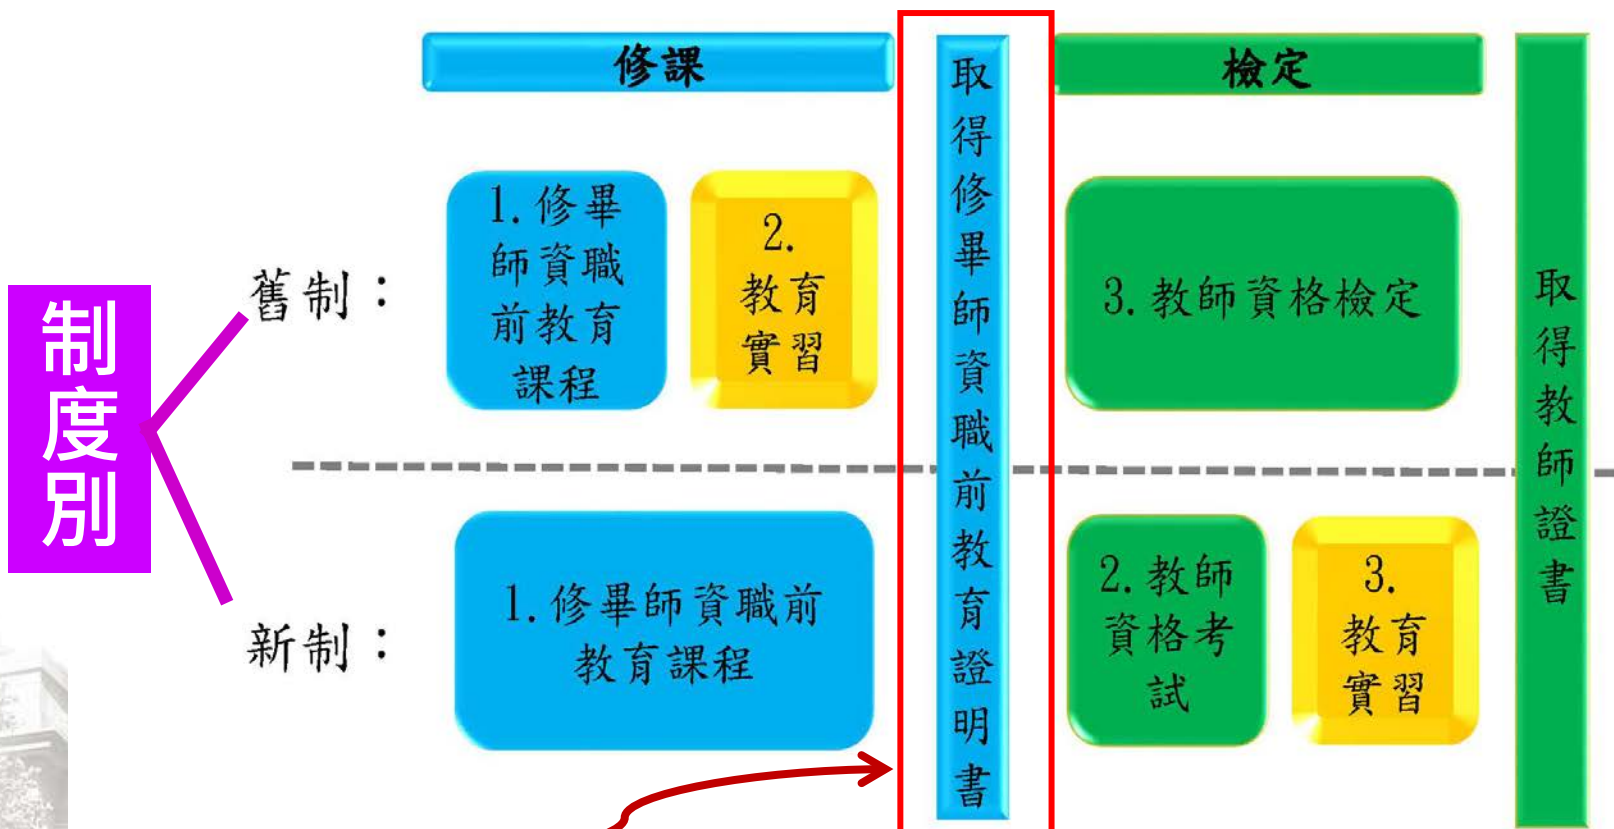 制度別
修課
取得修畢師資職前教育證明書
檢定
取得教師證書
舊制：
1.修畢
師資職
前教育
課程
2.
教育
實習
3.教師資格檢定
新制：
1.修畢師資職前
教育課程
2.教師
資格考
試
3.
教育
實習